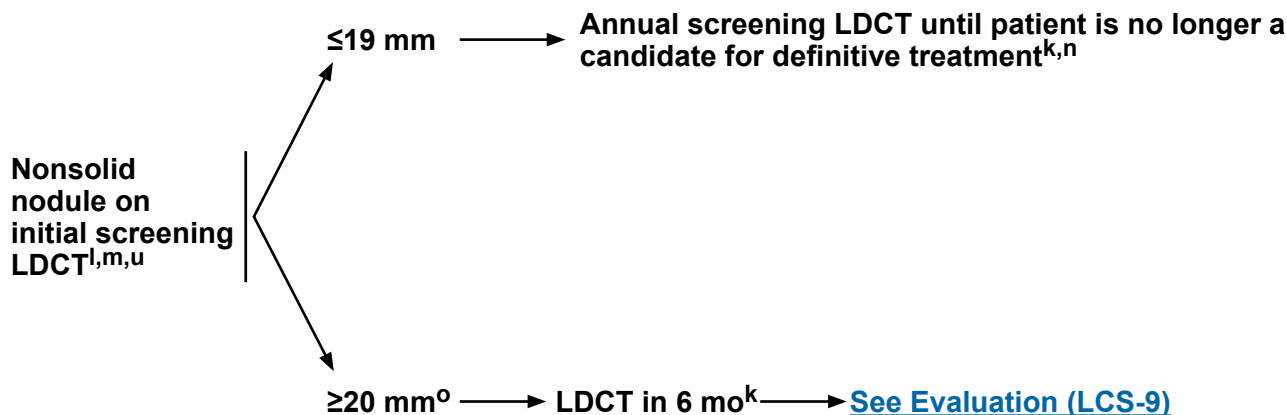 ≤19 mm
Annual screening LDCT until patient is no longer a
candidate for definitive treatmentk,n
Nonsolid
nodule on
initial screening
LDCTl,m,u
≥20 mmo
LDCT in 6 mok
See Evaluation (LCS-9)